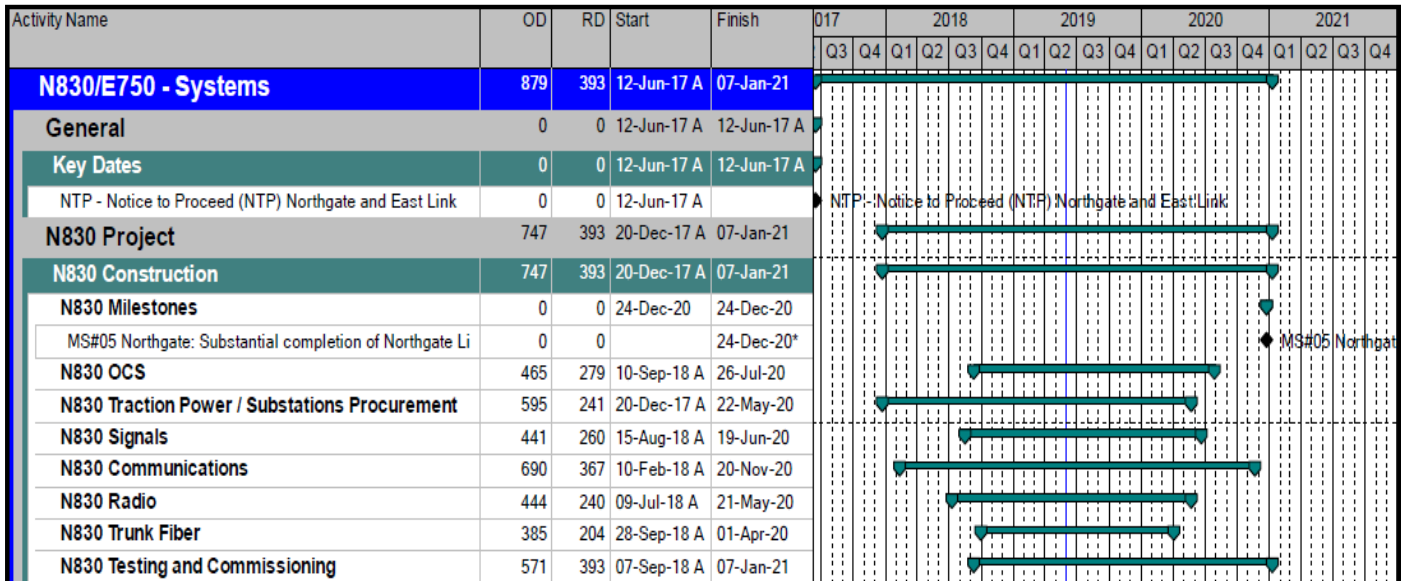 Activity Name OD RD Start Finish 017 2018 2019 2020 2021
Q3 Q4 Q1 Q2 Q3 Q4 Q1 Q2 Q3 Q4 Q1 Q2 Q3 Q4 Q1 Q2 Q3 Q4
N830/E750 - Systems 879 393 12-Jun-17 A 07-Jan-21
General 0 0 12-Jun-17 A 12-Jun-17 A
Key Dates 0 0 12-Jun-17 A 12-Jun-17 A
NTP - Notice to Proceed (NTP) Northgate and East Link 0 0 12-Jun-17 A NTP - Notice to Proceed (NTP) Northgate and East Link
N830 Project 747 393 20-Dec-17 A 07-Jan-21
N830 Construction 747 393 20-Dec-17 A 07-Jan-21
N830 Milestones 0 0 24-Dec-20 24-Dec-20
MS#05 Northgate: Substantial completion of Northgate Li 0 0 24-Dec-20* MS#05 Northgat
N830 OCS 465 279 10-Sep-18 A 26-Jul-20
N830 Traction Power / Substations Procurement 595 241 20-Dec-17 A 22-May-20
N830 Signals 441 260 15-Aug-18 A 19-Jun-20
N830 Communications 690 367 10-Feb-18 A 20-Nov-20
N830 Radio 444 240 09-Jul-18 A 21-May-20
N830 Trunk Fiber 385 204 28-Sep-18 A 01-Apr-20
N830 Testing and Commissioning 571 393 07-Sep-18 A 07-Jan-21